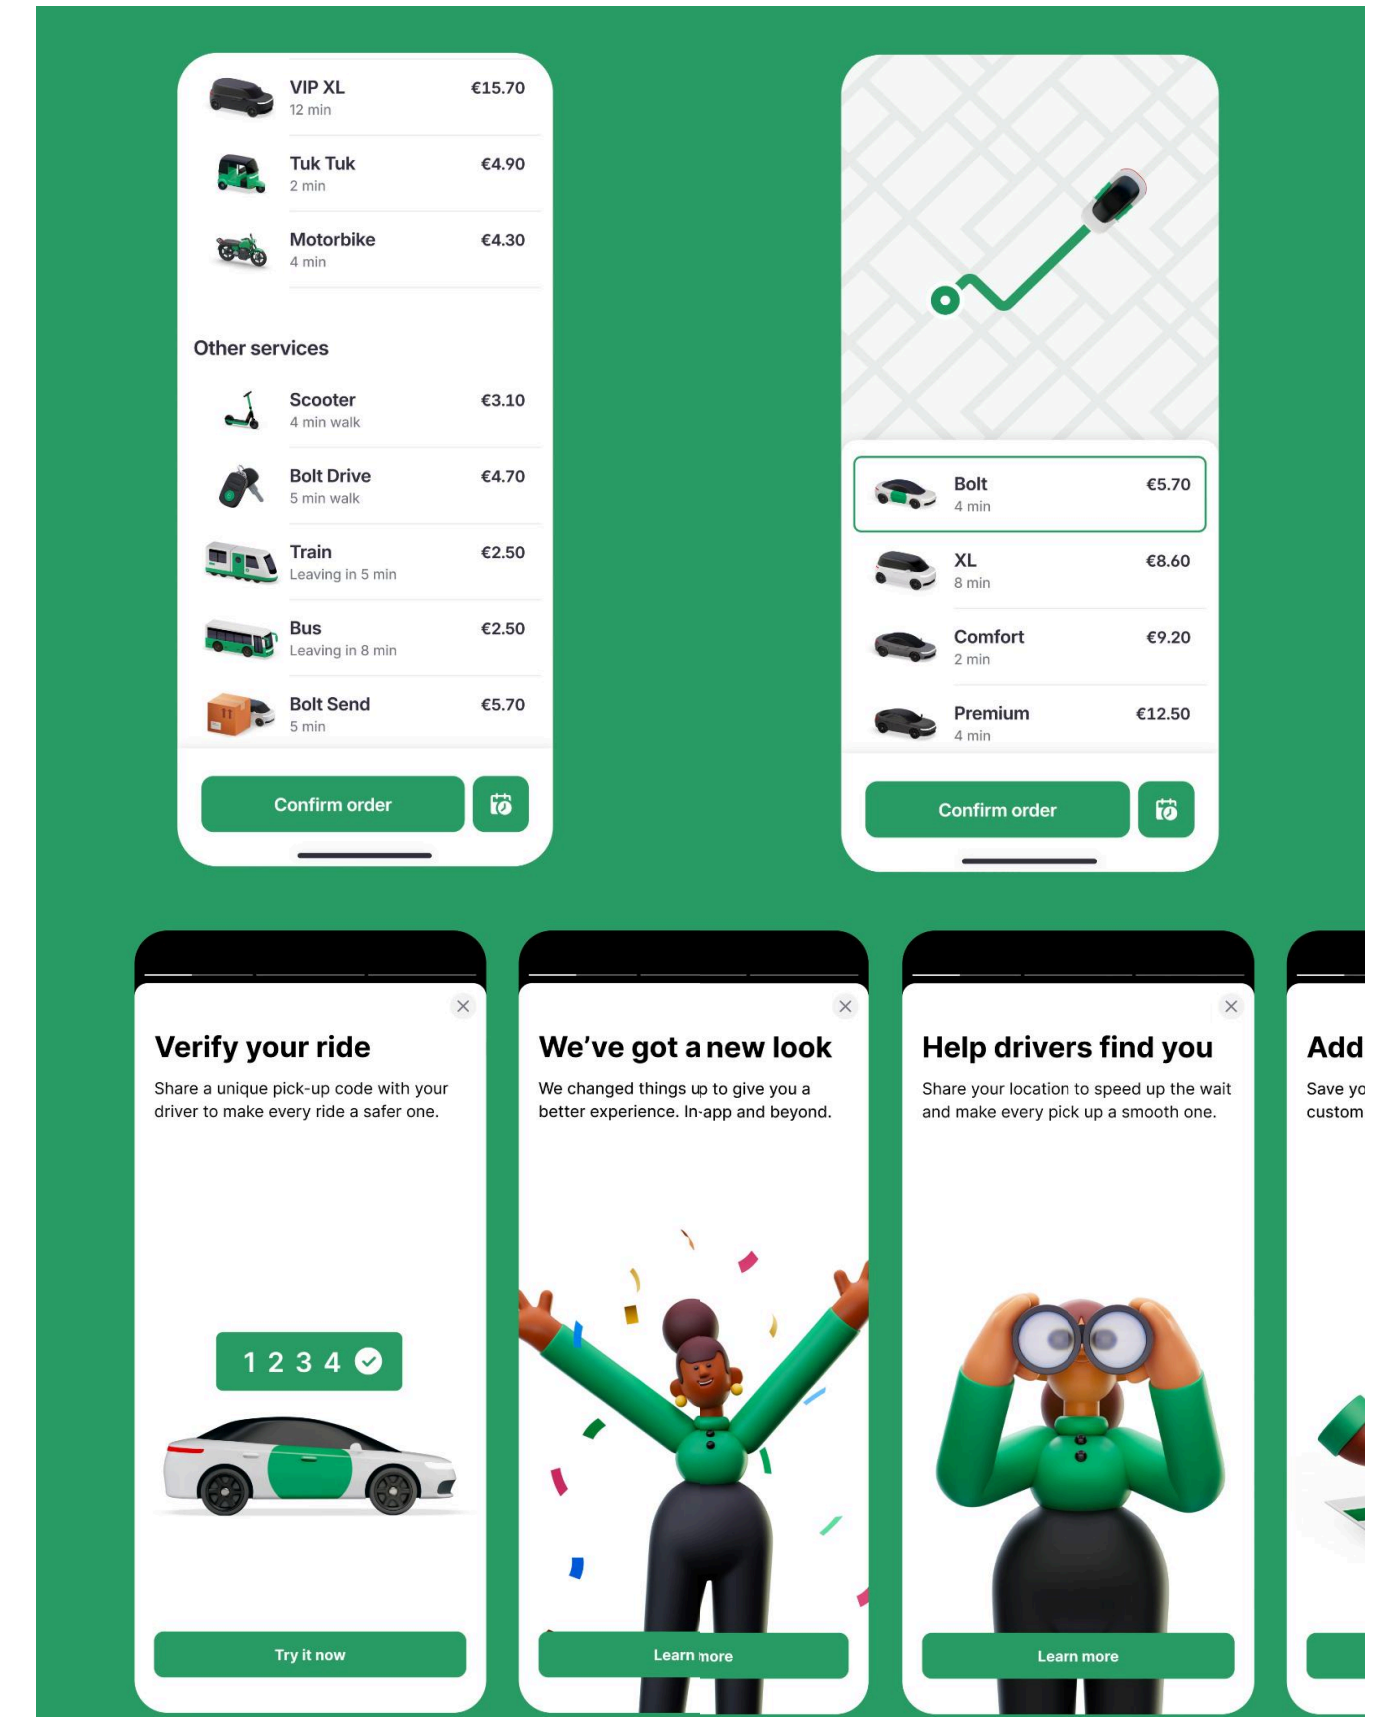 VIP XL €15.70
12 min
Tuk Tuk €4.90
2 min
Motorbike €4.30
4 min
Other services
Scooter €3.10
4 min walk
Bolt Drive €4.70
5 min walk
Train €2.50
Leaving in 5 min
Bus €2.50
Leaving in 8 min
Bolt Send €5.70
5 min
Confirm order
Bolt €5.70
4 min
XL €8.60
8 min
Comfort €9.20
2 min
Premium €12.50
4 min
Confirm order
Verify your ride
Share a unique pick-up code with your
driver to make every ride a safer one.
1 2 3 4
Try it now
We've got a new look
We changed things up to give you a
better experience. In-app and beyond.
Learn more
Help drivers find you
Share your location to speed up the wait
and make every pick up a smooth one.
Learn more
Add
Save yo
custom